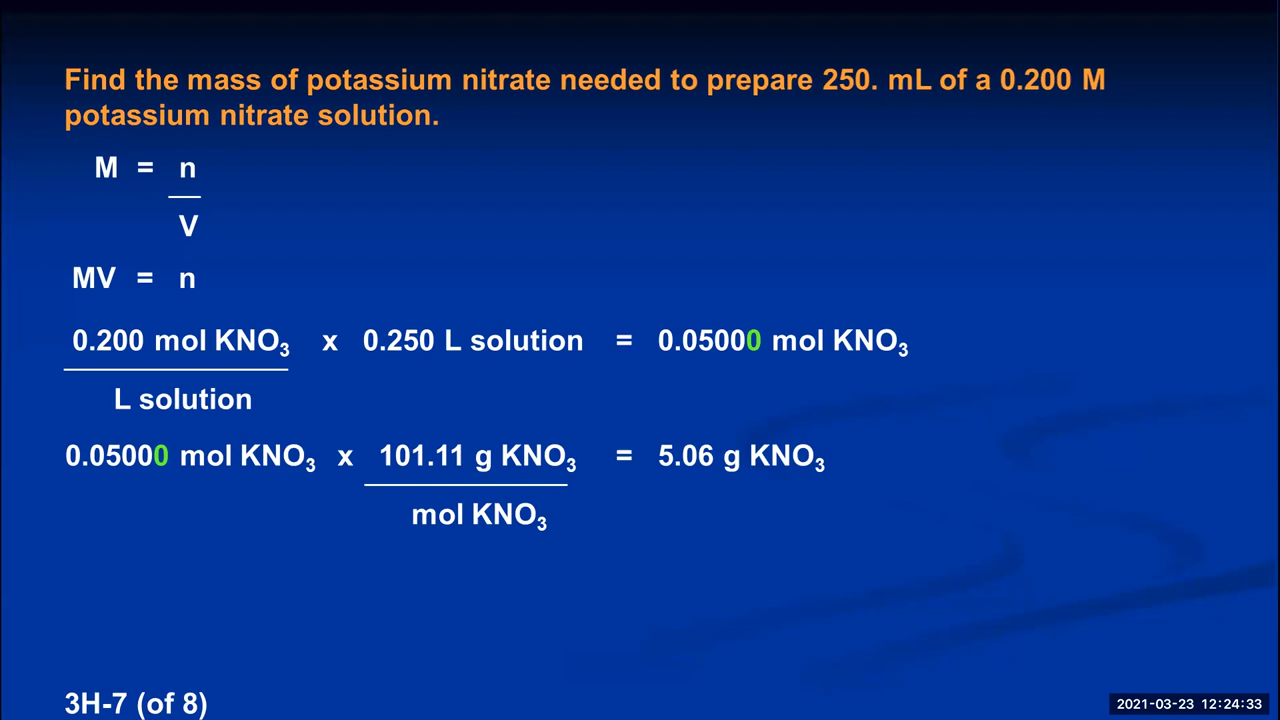 Find the mass of potassium nitrate needed to prepare 250. mL of a 0.200 M
potassium nitrate solution.
M = n
V
MV = n
0.200 mol KNO₃ x 0.250 L solution = 0.05000 mol KNO₃
L solution
0.05000 mol KNO₃ x 101.11 g KNO₃ = 5.06 g KNO₃
mol KNO₃
3H-7 (of 8)
2021-03-23 12:24:33